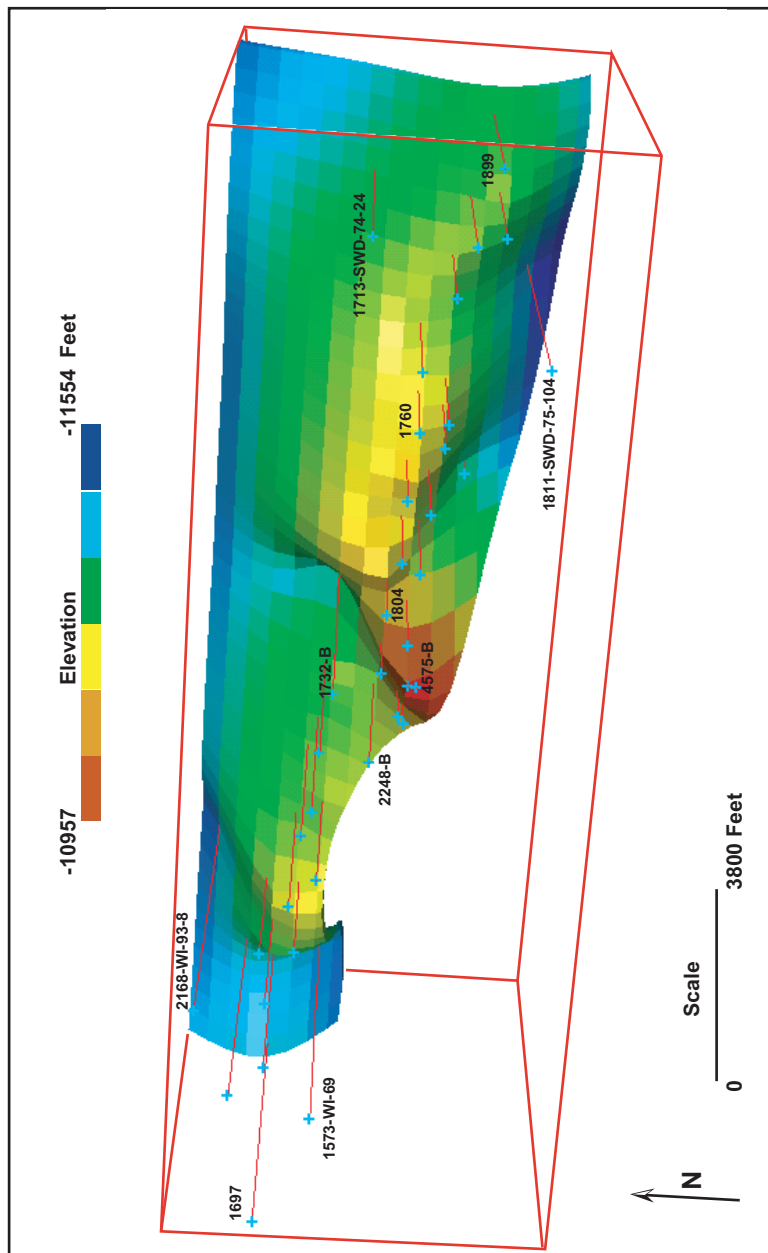 -10957
Elevation
-11554 Feet
2168-WI-93-8
1697
1573-WI-69
1732-B
2248-B
1804
4575-B
1713-SWD-74-24
1760
1899
1811-SWD-75-104
N
Scale
0
3800 Feet